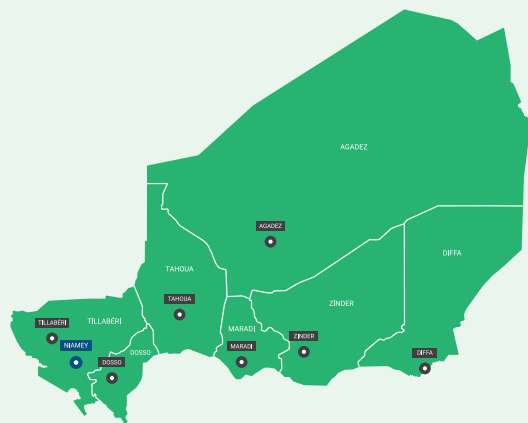 AGADEZ
AGADEZ
DIFFA
TAHOUA
TAHOUA
ZINDER
TILLABÉRI
TILLABÉRI
MARADI
ZINDER
NIAMEY
MARADI
DOSSO
DIFFA
DOSSO